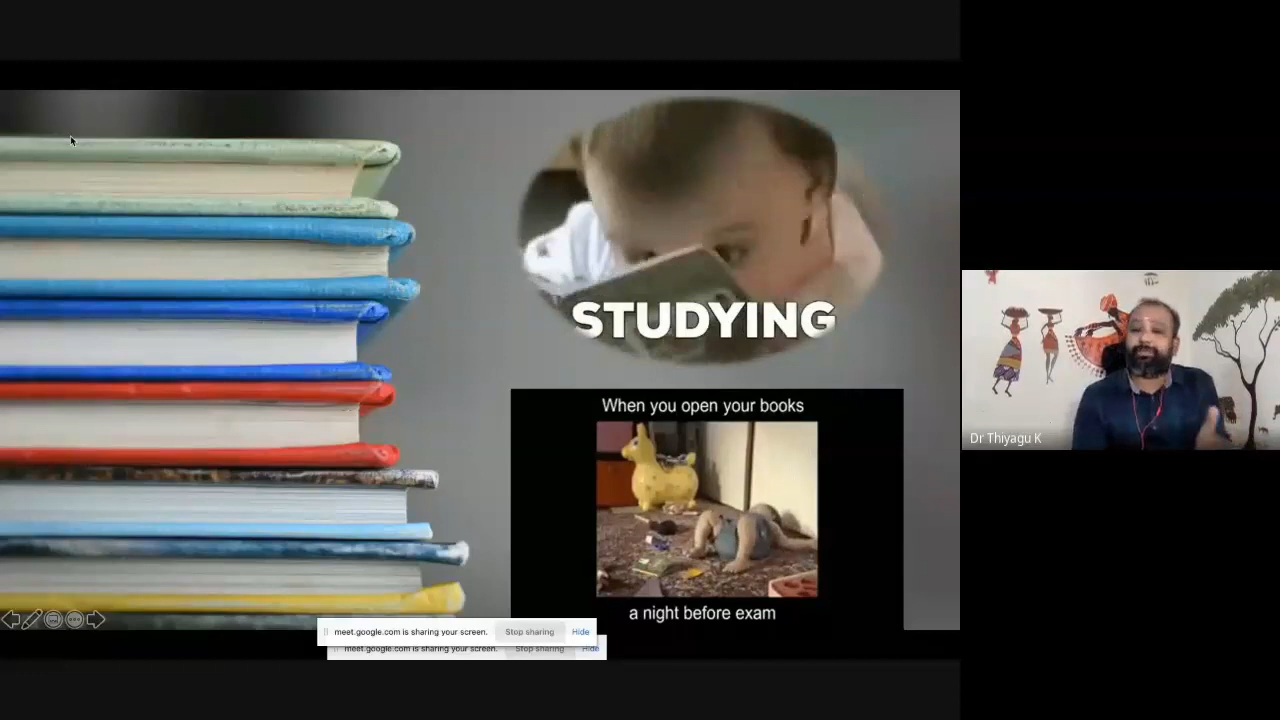 STUDYING
When you open your books
a night before exam
Dr Thiyagu K
meet.google.com is sharing your screen. Stop sharing Hide
meet.google.com is sharing your screen. Stop sharing Hide